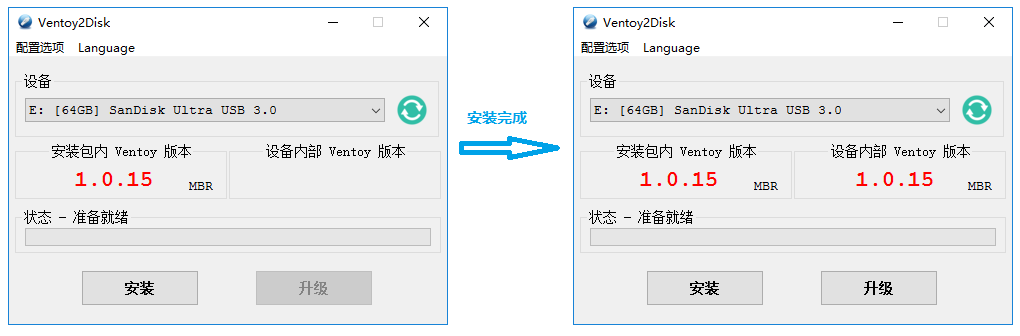 Ventoy2Disk
配置选项 Language
设备
E: [64GB] SanDisk Ultra USB 3.0
安装包内 Ventoy 版本
1.0.15 MBR
设备内部 Ventoy 版本
状态 - 准备就绪
安装 升级
安装完成
Ventoy2Disk
配置选项 Language
设备
E: [64GB] SanDisk Ultra USB 3.0
安装包内 Ventoy 版本
1.0.15 MBR
设备内部 Ventoy 版本
1.0.15 MBR
状态 - 准备就绪
安装 升级